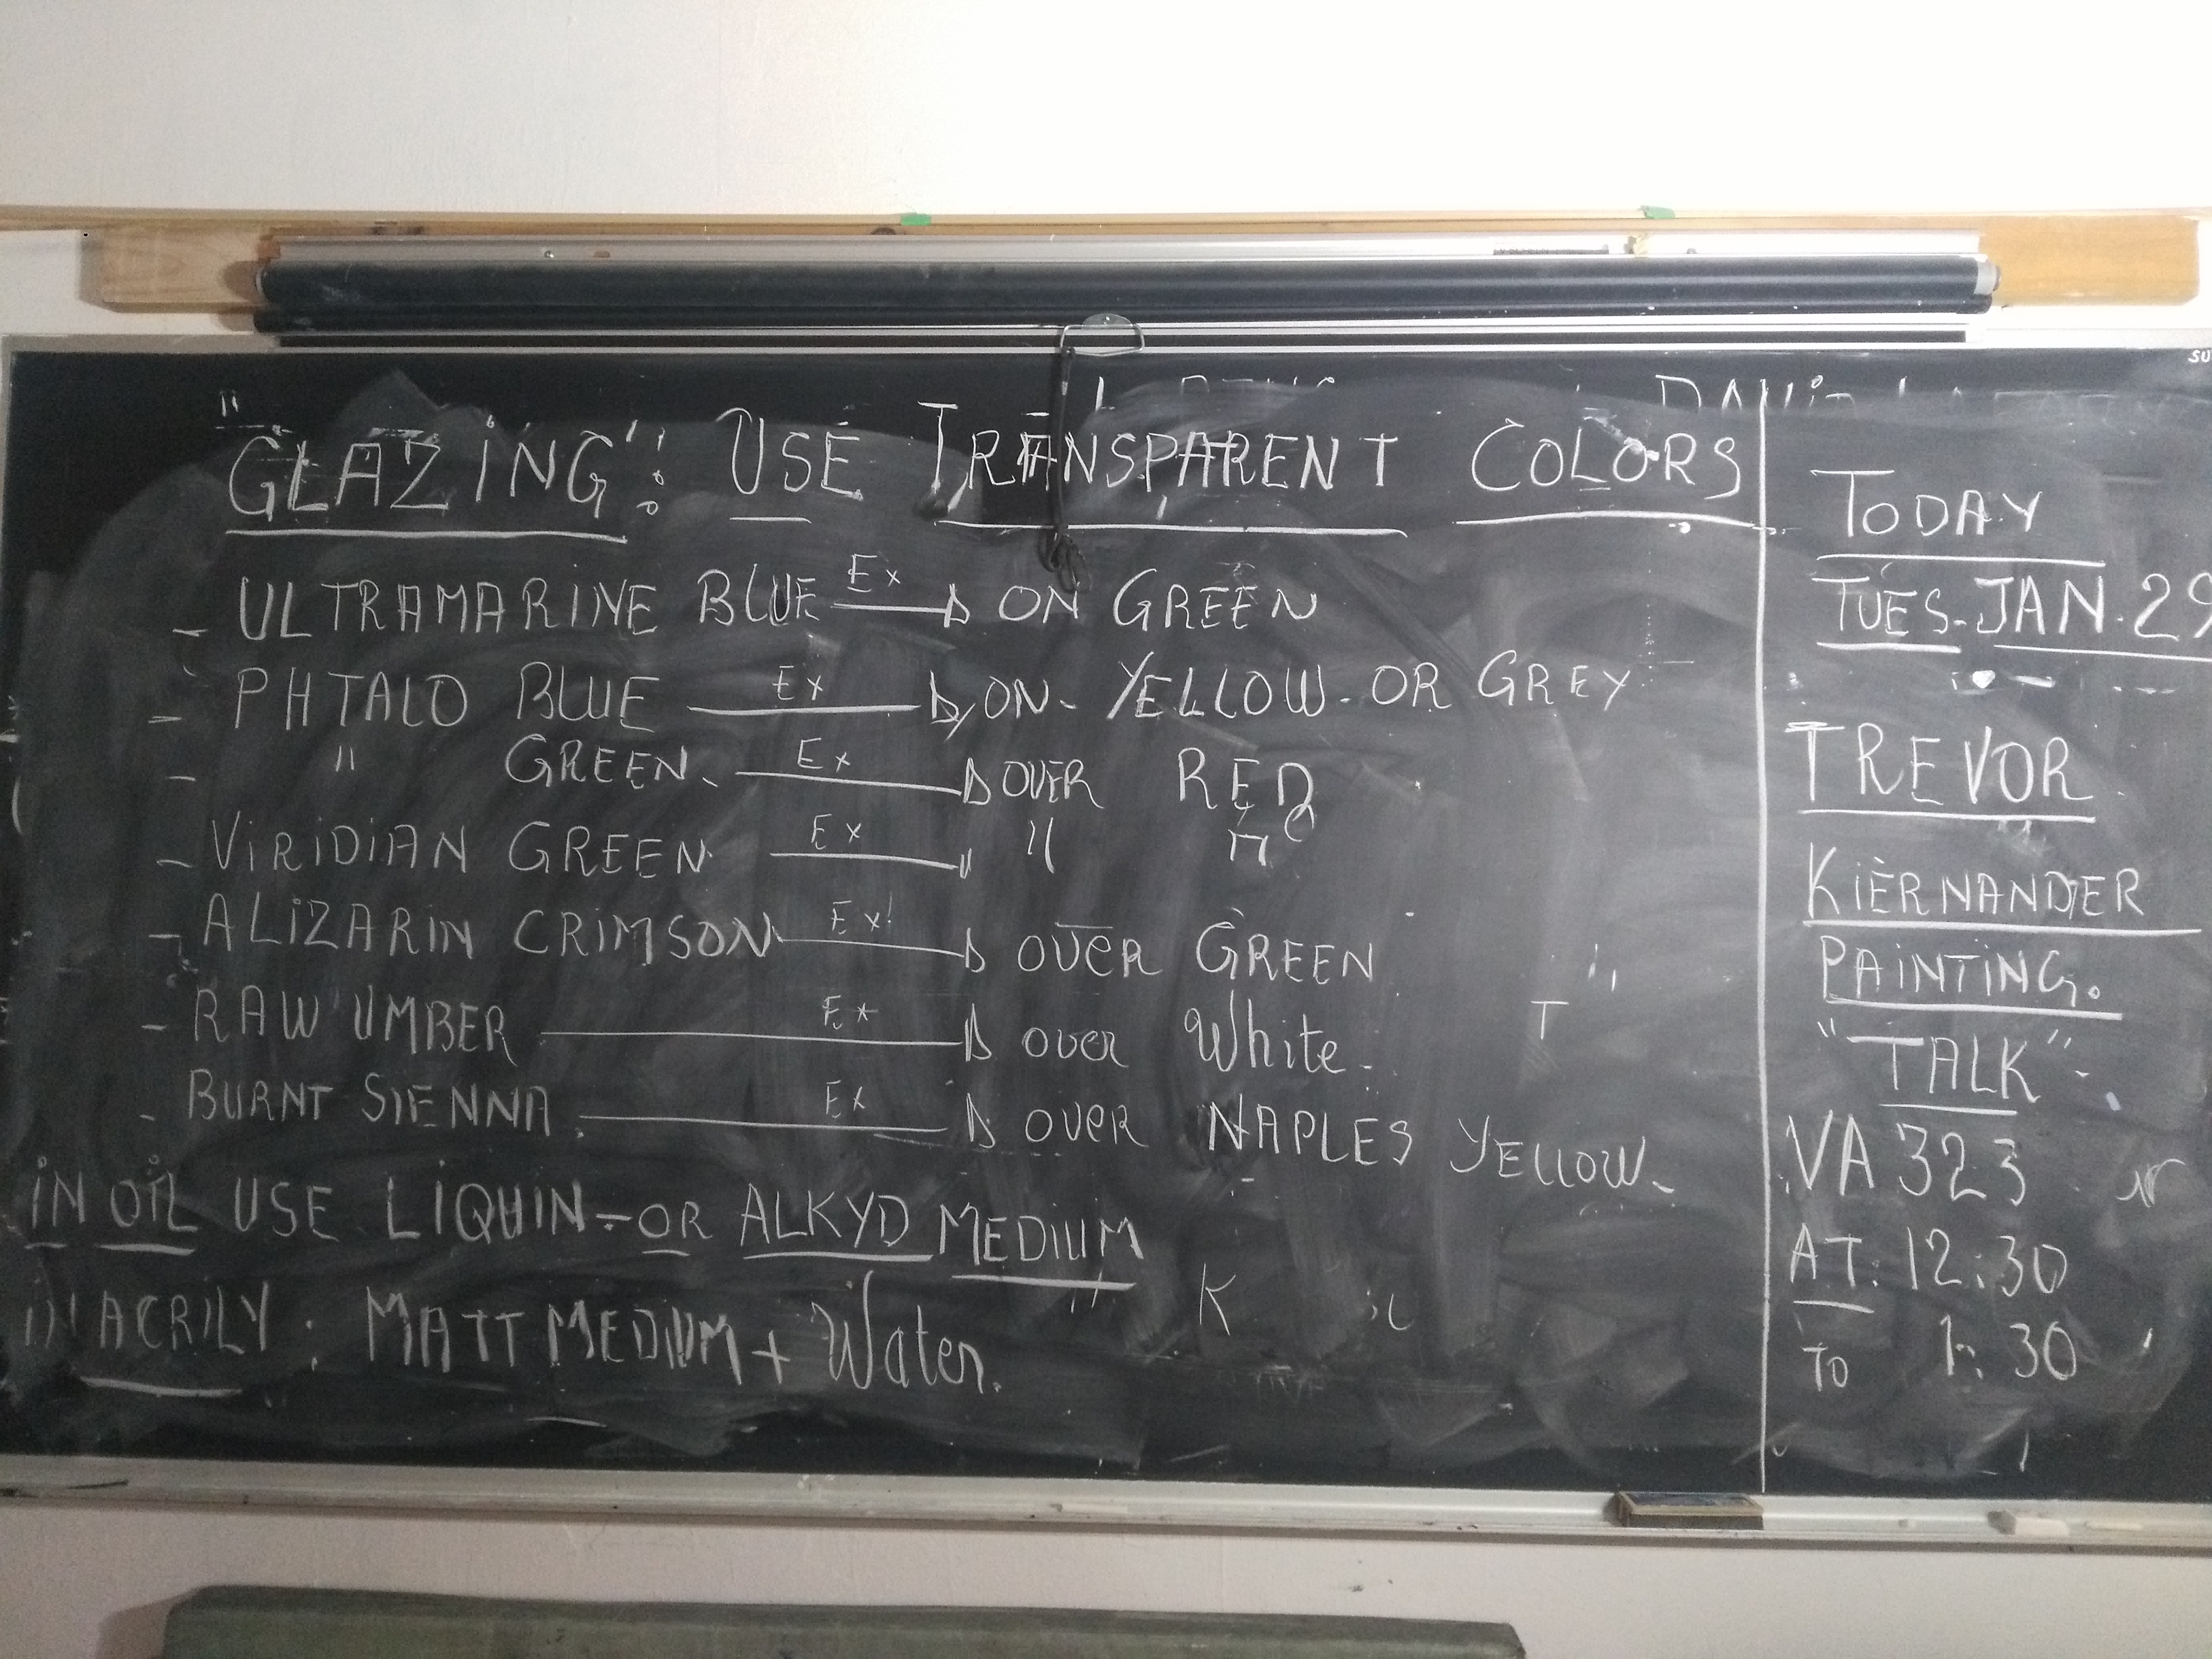 "GLAZING": USE TRANSPARENT COLORS
- ULTRAMARINE BLUE Ex → ON GREEN
- PHTALO BLUE Ex → ON - YELLOW - OR GREY
- " GREEN - Ex → OVER RED
- ViRiDiAN GREEN Ex " "
- ALiZARIN CRiMSON Ex → OVER GREEN
- RAW UMBER Ex → over White -
- BURNT SIENNA Ex → over NAPLES YELLOW -
iN OiL USE LIQUIN - OR ALKYD MEDiUM
IN ACRILY : MATT MEDIUM + Water.
TODAY
TUES - JAN. 29
TREVOR
KiERNANDER
PAiNTiNG.
"TALK" -
VA 323
AT: 12:30
TO 1:30